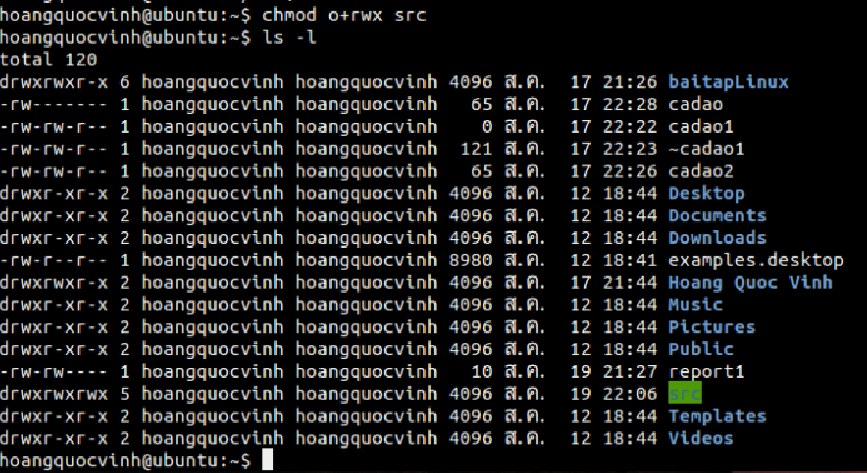 hoangquocvinh@ubuntu:~$ chmod o+rwx src
hoangquocvinh@ubuntu:~$ ls -l
total 120
drwxrwxr-x 6 hoangquocvinh hoangquocvinh 4096 ส.ค. 17 21:26 baitapLinux
-rw------- 1 hoangquocvinh hoangquocvinh 65 ส.ค. 17 22:28 cadao
-rw-rw-r-- 1 hoangquocvinh hoangquocvinh 0 ส.ค. 17 22:22 cadao1
-rw-rw-r-- 1 hoangquocvinh hoangquocvinh 121 ส.ค. 17 22:23 ~cadao1
-rw-rw-r-- 1 hoangquocvinh hoangquocvinh 65 ส.ค. 17 22:26 cadao2
drwxr-xr-x 2 hoangquocvinh hoangquocvinh 4096 ส.ค. 12 18:44 Desktop
drwxr-xr-x 2 hoangquocvinh hoangquocvinh 4096 ส.ค. 12 18:44 Documents
drwxr-xr-x 2 hoangquocvinh hoangquocvinh 4096 ส.ค. 12 18:44 Downloads
-rw-r--r-- 1 hoangquocvinh hoangquocvinh 8980 ส.ค. 12 18:41 examples.desktop
drwxrwxr-x 2 hoangquocvinh hoangquocvinh 4096 ส.ค. 17 21:44 Hoang Quoc Vinh
drwxr-xr-x 2 hoangquocvinh hoangquocvinh 4096 ส.ค. 12 18:44 Music
drwxr-xr-x 2 hoangquocvinh hoangquocvinh 4096 ส.ค. 12 18:44 Pictures
drwxr-xr-x 2 hoangquocvinh hoangquocvinh 4096 ส.ค. 12 18:44 Public
-rw-rw---- 1 hoangquocvinh hoangquocvinh 10 ส.ค. 19 21:27 report1
drwxrwxrwx 5 hoangquocvinh hoangquocvinh 4096 ส.ค. 19 22:06 src
drwxr-xr-x 2 hoangquocvinh hoangquocvinh 4096 ส.ค. 12 18:44 Templates
drwxr-xr-x 2 hoangquocvinh hoangquocvinh 4096 ส.ค. 12 18:44 Videos
hoangquocvinh@ubuntu:~$